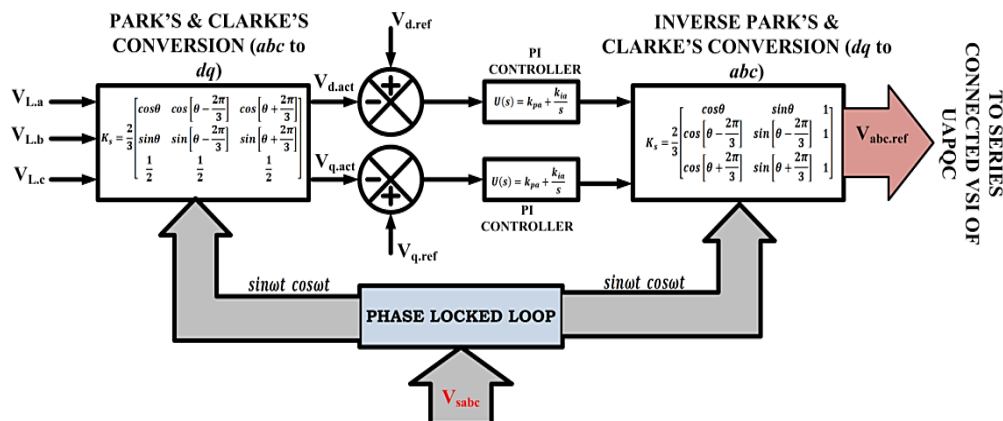 PARK'S & CLARKE'S
CONVERSION (abc to
dq)
V_L.a
V_L.b
V_L.c
K_s = 2/3 [cosθ cos[θ − 2π/3] cos[θ + 2π/3]
sinθ sin[θ − 2π/3] sin[θ + 2π/3]
1/2 1/2 1/2]
V_d.ref
V_d.act
V_q.act
V_q.ref
PI
CONTROLLER
U(s) = k_pa + k_ia/s
U(s) = k_pa + k_ia/s
PI
CONTROLLER
INVERSE PARK'S &
CLARKE'S CONVERSION (dq to
abc)
K_s = 2/3 [cosθ sinθ 1
cos[θ − 2π/3] sin[θ − 2π/3] 1
cos[θ + 2π/3] sin[θ + 2π/3] 1]
V_abc.ref
TO SERIES
CONNECTED VSI OF
UAPQC
sinωt cosωt
sinωt cosωt
PHASE LOCKED LOOP
V_sabc